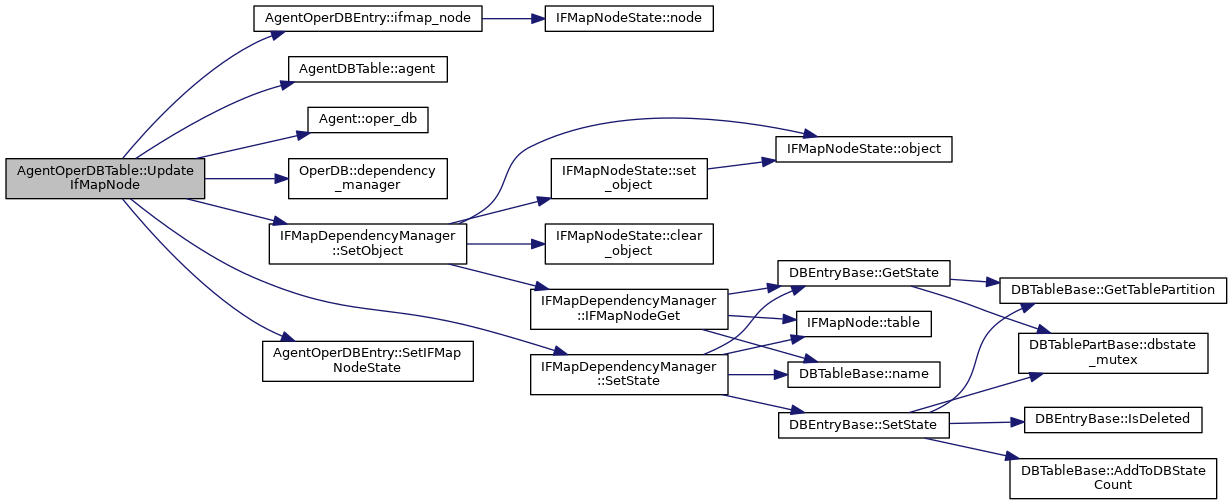 AgentOperDBTable::Update
IfMapNode
AgentOperDBEntry::ifmap_node
IFMapNodeState::node
AgentDBTable::agent
Agent::oper_db
OperDB::dependency
_manager
IFMapDependencyManager
::SetObject
IFMapNodeState::set
_object
IFMapNodeState::object
IFMapNodeState::clear
_object
IFMapDependencyManager
::IFMapNodeGet
DBEntryBase::GetState
DBTableBase::GetTablePartition
DBTablePartBase::dbstate
_mutex
IFMapNode::table
DBTableBase::name
AgentOperDBEntry::SetIFMap
NodeState
IFMapDependencyManager
::SetState
DBEntryBase::SetState
DBEntryBase::IsDeleted
DBTableBase::AddToDBState
Count